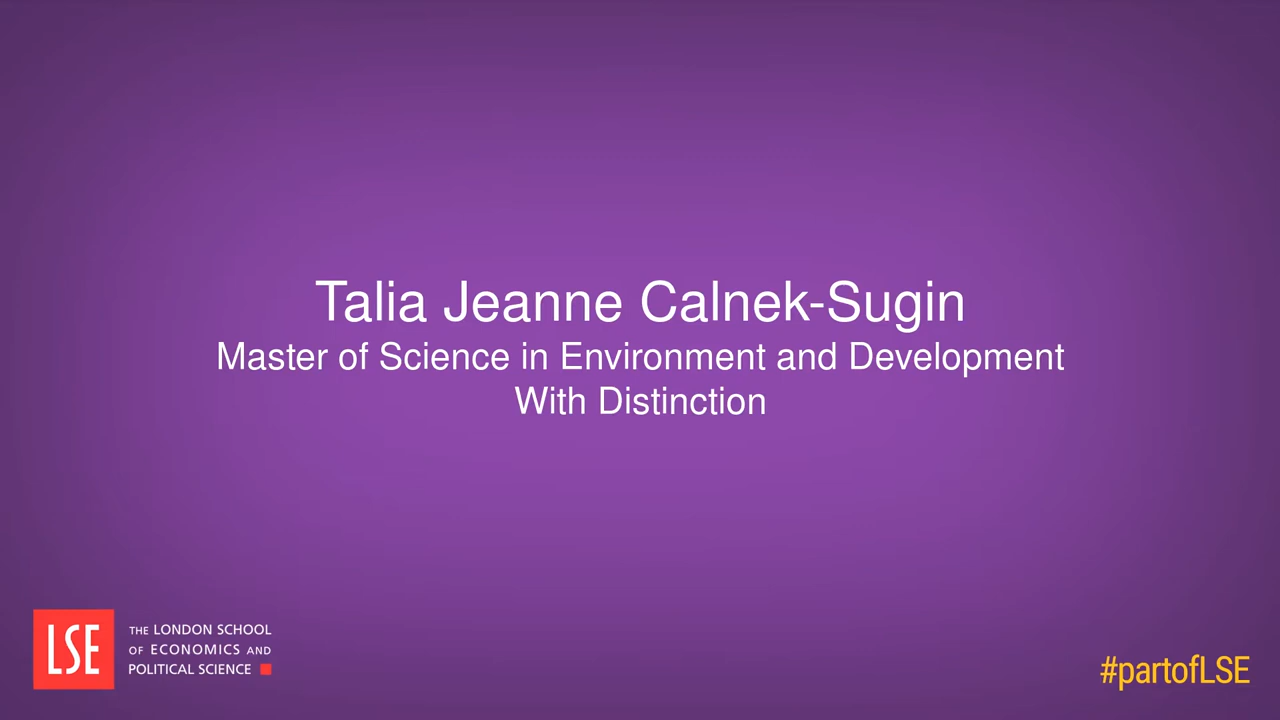 Talia Jeanne Calnek-Sugin
Master of Science in Environment and Development
With Distinction
LSE
THE LONDON SCHOOL
OF ECONOMICS AND
POLITICAL SCIENCE
#partofLSE